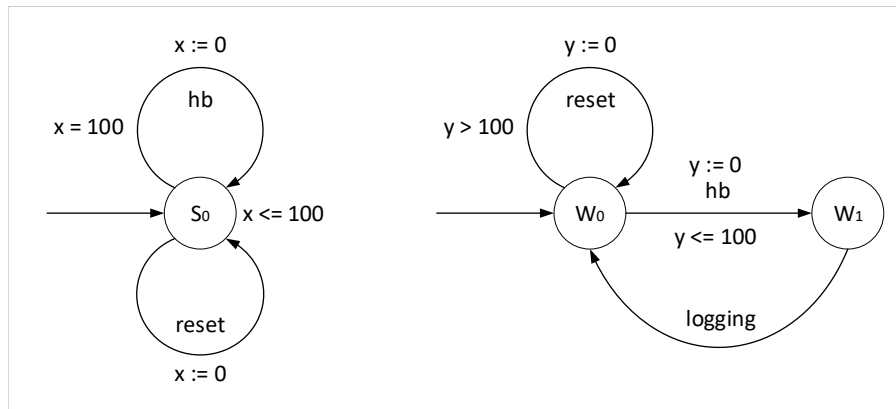 x := 0
hb
x = 100
S0
x <= 100
reset
x := 0
y := 0
reset
y > 100
y := 0
hb
W0
y <= 100
W1
logging